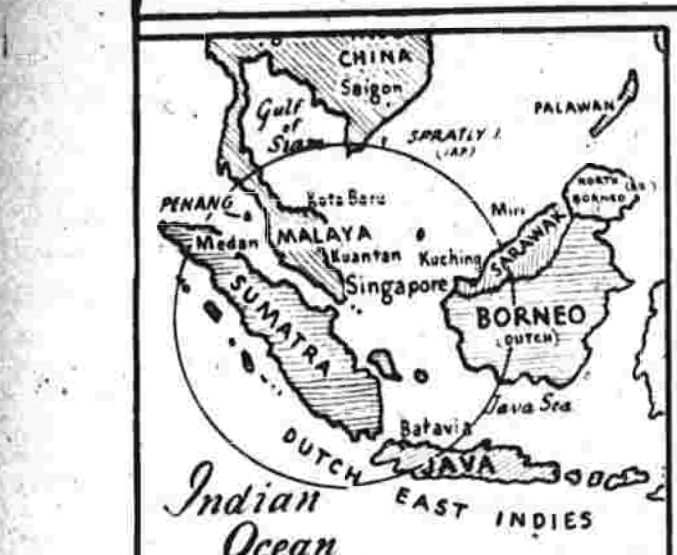 CHINA
Saigon
Gulf
of
Siam
PALAWAN
SPRATLY I.
(JAP.)
NORTH
BORNEO
(BR.)
PENANG
Kota Baru
Miri
SARAWAK
Medan
MALAYA
Kuantan
Kuching
Singapore
SUMATRA
BORNEO
(DUTCH)
Java Sea
Batavia
JAVA
DUTCH EAST INDIES
Indian
Ocean